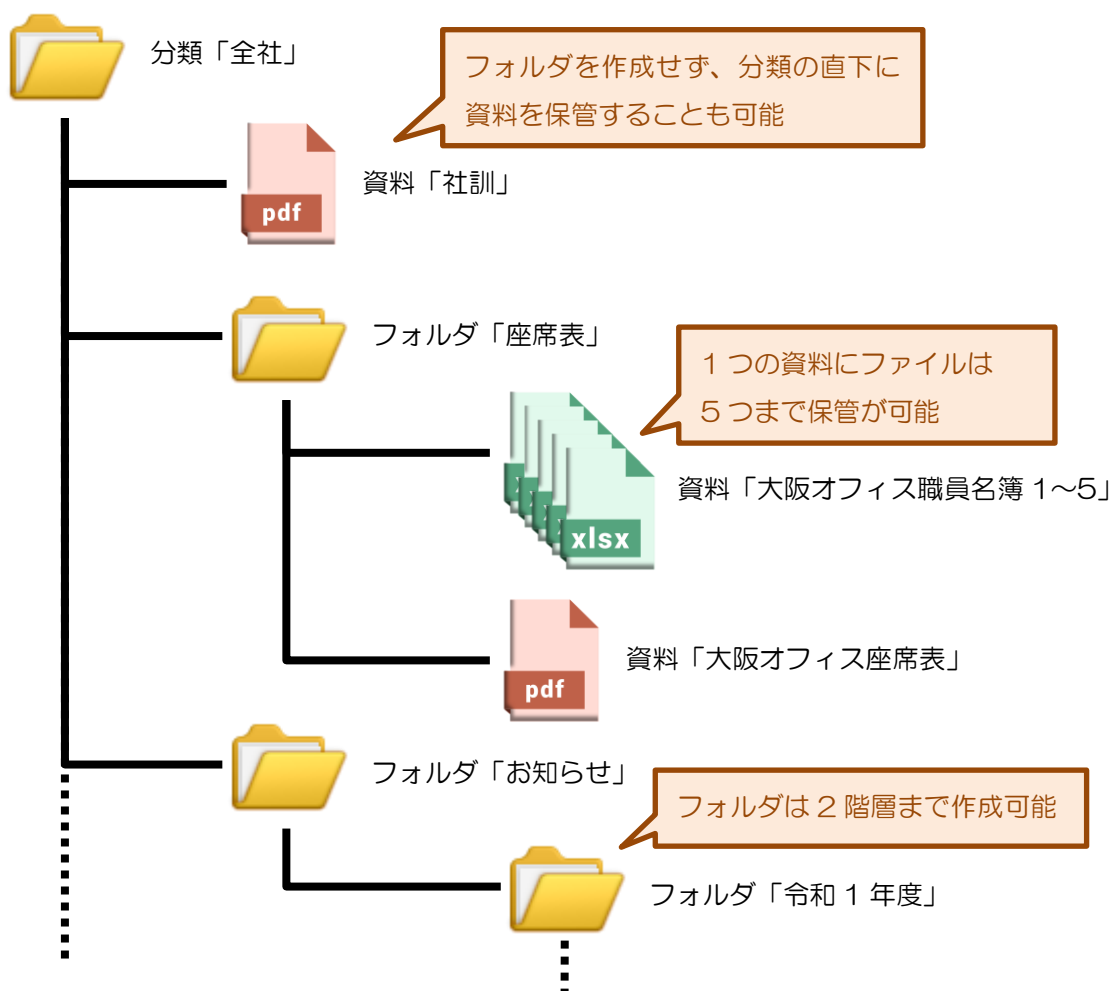 分類「全社」
フォルダを作成せず、分類の直下に
資料を保管することも可能
資料「社訓」
pdf
フォルダ「座席表」
1 つの資料にファイルは
5 つまで保管が可能
資料「大阪オフィス職員名簿 1～5」
xlsx
資料「大阪オフィス座席表」
pdf
フォルダ「お知らせ」
フォルダは 2 階層まで作成可能
フォルダ「令和 1 年度」